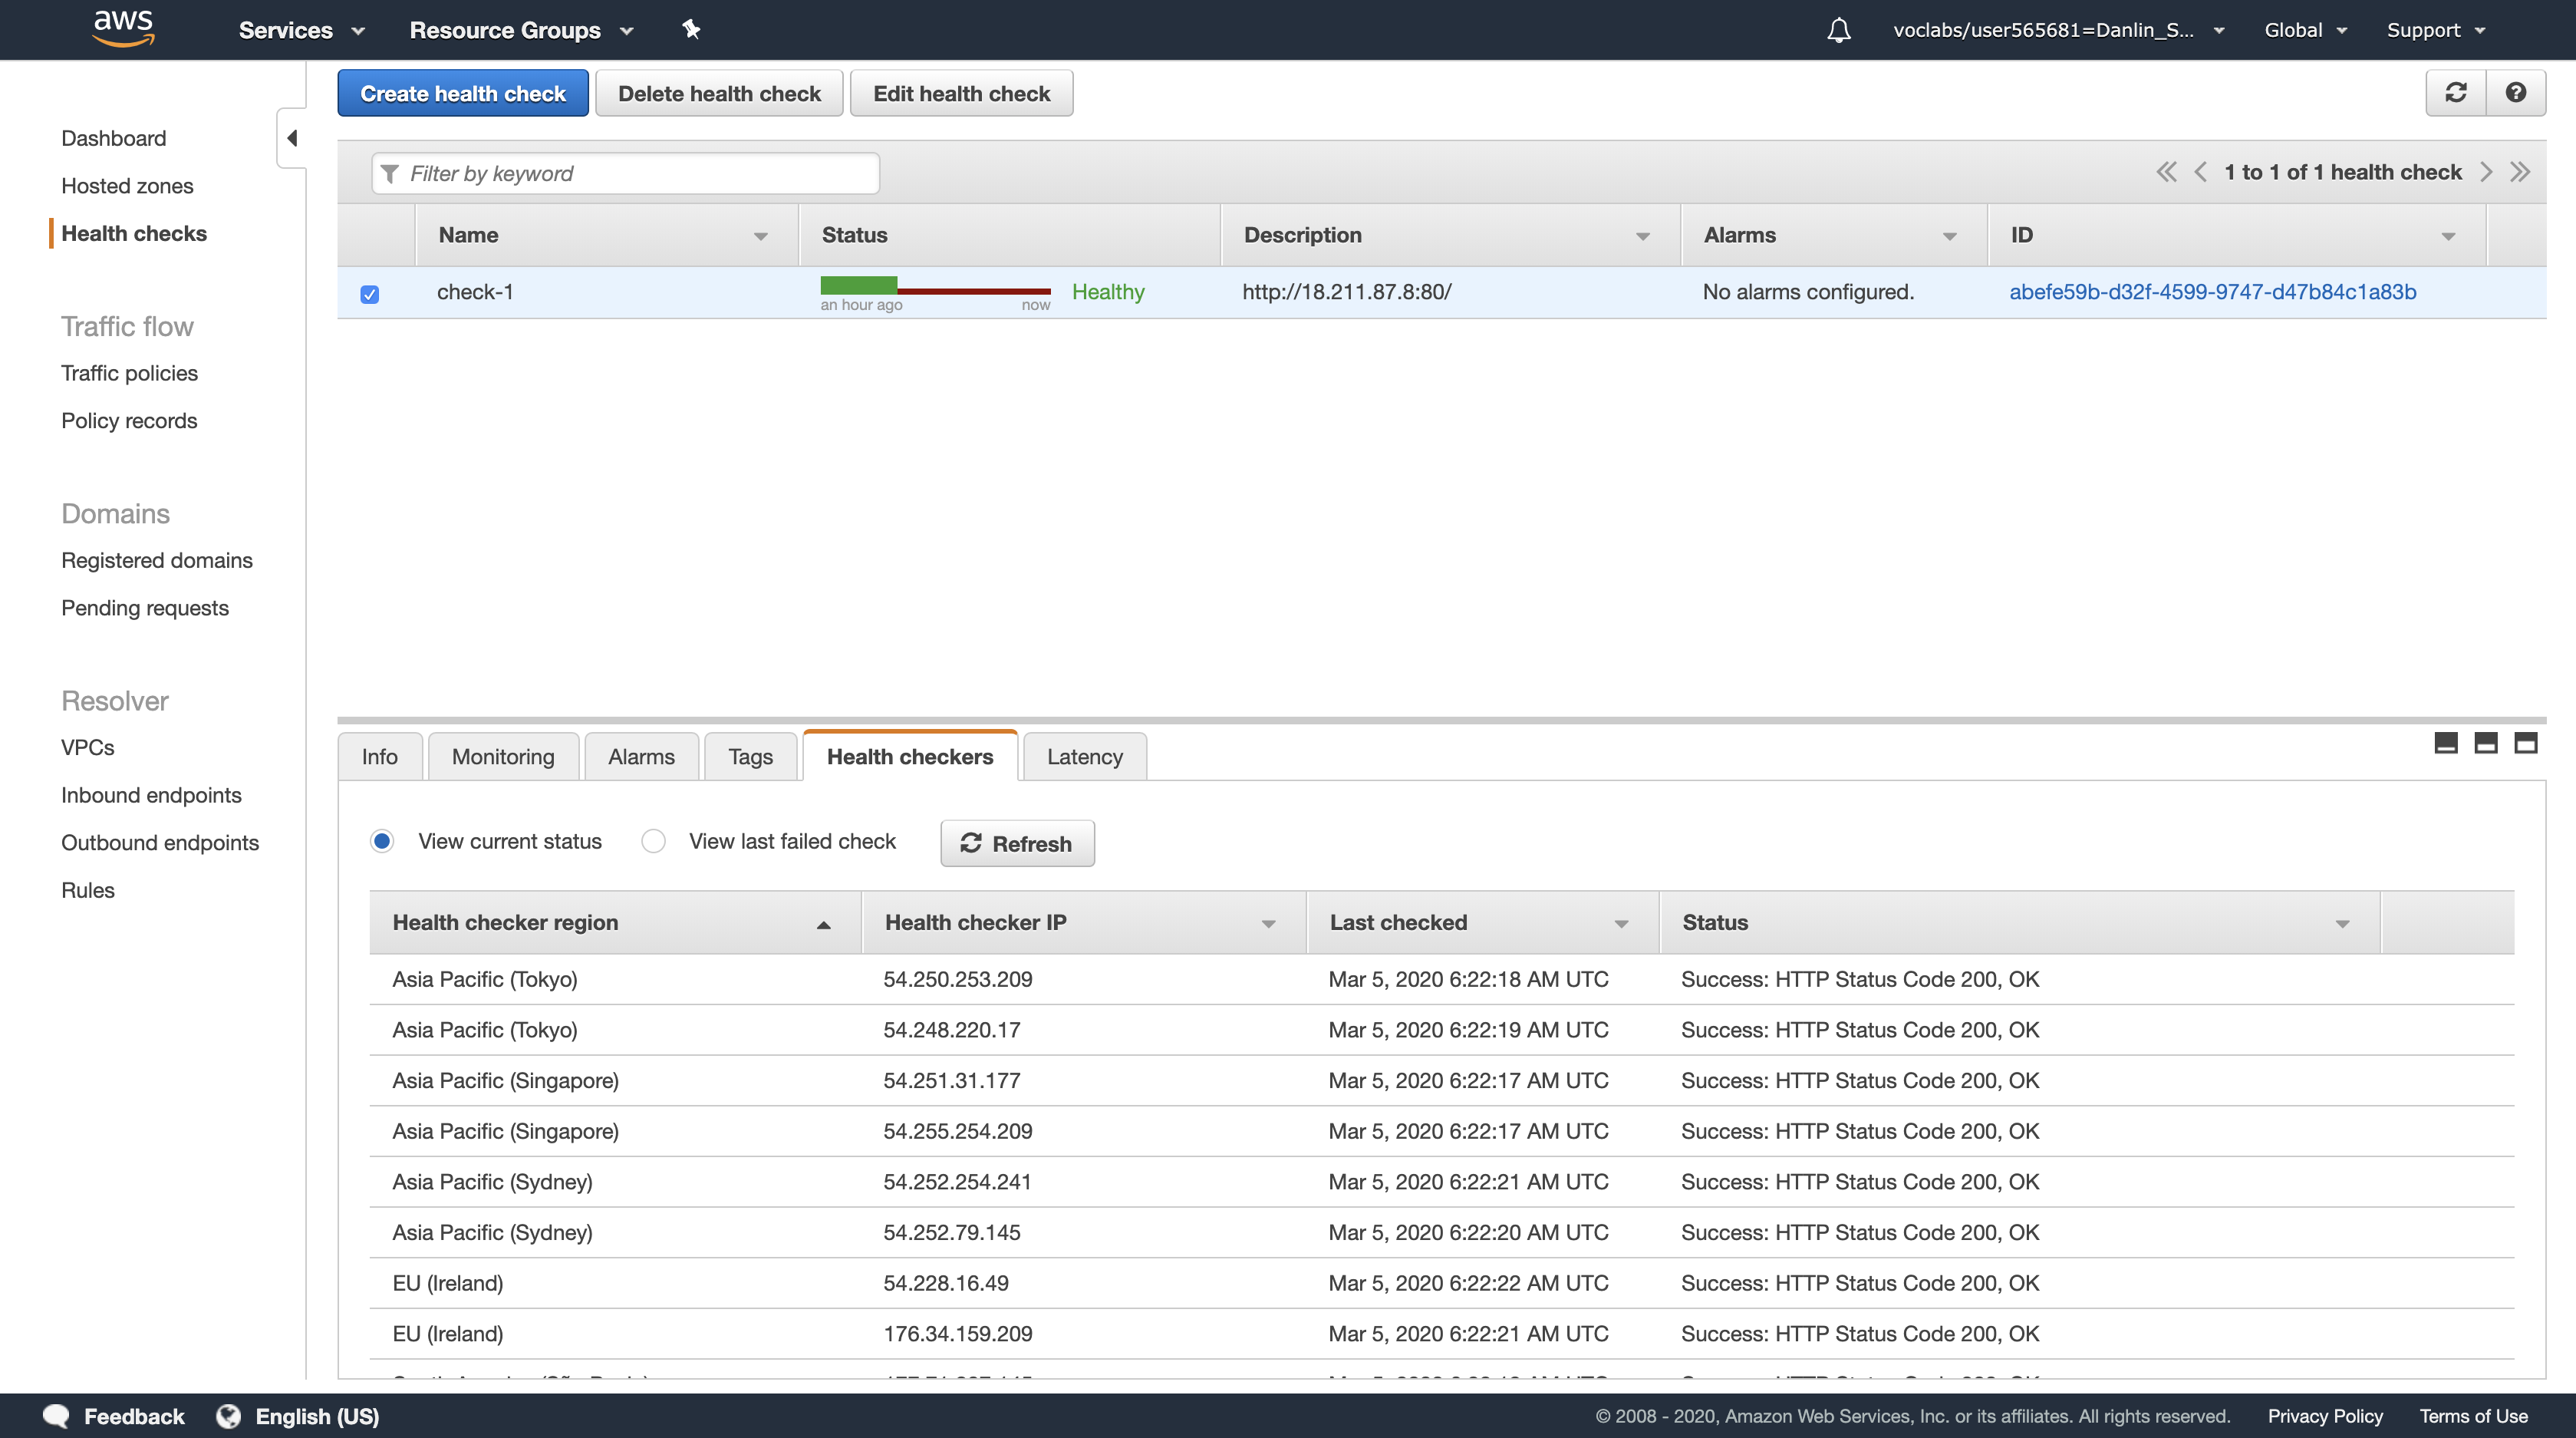 aws Services Resource Groups voclabs/user565681=Danlin_S... Global Support
Create health check Delete health check Edit health check
Dashboard
Hosted zones
Health checks
Traffic flow
Traffic policies
Policy records
Domains
Registered domains
Pending requests
Resolver
VPCs
Inbound endpoints
Outbound endpoints
Rules
Filter by keyword 1 to 1 of 1 health check
Name Status Description Alarms ID
check-1 Healthy http://18.211.87.8:80/ No alarms configured. abefe59b-d32f-4599-9747-d47b84c1a83b
an hour ago now
Info Monitoring Alarms Tags Health checkers Latency
View current status View last failed check Refresh
Health checker region Health checker IP Last checked Status
Asia Pacific (Tokyo) 54.250.253.209 Mar 5, 2020 6:22:18 AM UTC Success: HTTP Status Code 200, OK
Asia Pacific (Tokyo) 54.248.220.17 Mar 5, 2020 6:22:19 AM UTC Success: HTTP Status Code 200, OK
Asia Pacific (Singapore) 54.251.31.177 Mar 5, 2020 6:22:17 AM UTC Success: HTTP Status Code 200, OK
Asia Pacific (Singapore) 54.255.254.209 Mar 5, 2020 6:22:17 AM UTC Success: HTTP Status Code 200, OK
Asia Pacific (Sydney) 54.252.254.241 Mar 5, 2020 6:22:21 AM UTC Success: HTTP Status Code 200, OK
Asia Pacific (Sydney) 54.252.79.145 Mar 5, 2020 6:22:20 AM UTC Success: HTTP Status Code 200, OK
EU (Ireland) 54.228.16.49 Mar 5, 2020 6:22:22 AM UTC Success: HTTP Status Code 200, OK
EU (Ireland) 176.34.159.209 Mar 5, 2020 6:22:21 AM UTC Success: HTTP Status Code 200, OK
Feedback English (US) © 2008 - 2020, Amazon Web Services, Inc. or its affiliates. All rights reserved. Privacy Policy Terms of Use